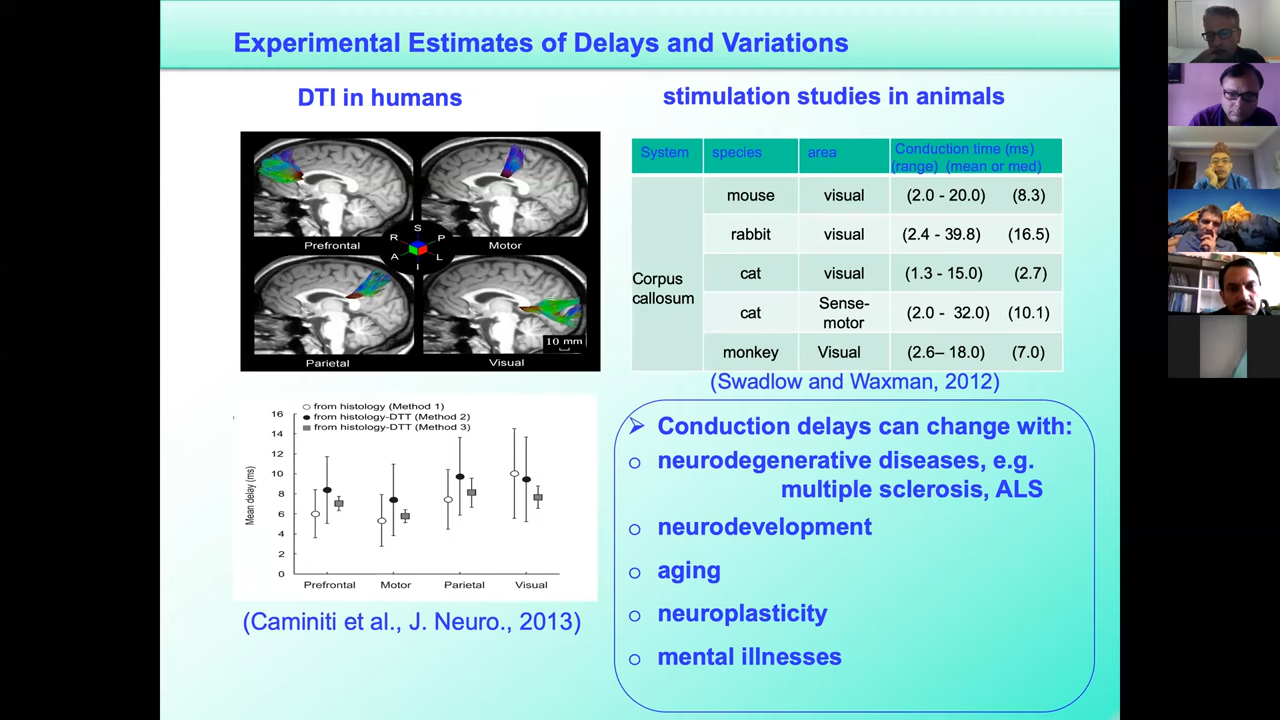 Experimental Estimates of Delays and Variations
DTI in humans
Prefrontal
Motor
S
R
P
A
L
I
Parietal
Visual
10 mm
from histology (Method 1)
from histology-DTT (Method 2)
from histology-DTT (Method 3)
16
14
12
10
8
6
4
2
0
Mean delay (ms)
Prefrontal Motor Parietal Visual
(Caminiti et al., J. Neuro., 2013)
stimulation studies in animals
System species area Conduction time (ms)
(range) (mean or med)
Corpus
callosum
mouse visual (2.0 - 20.0) (8.3)
rabbit visual (2.4 - 39.8) (16.5)
cat visual (1.3 - 15.0) (2.7)
cat Sense-
motor (2.0 - 32.0) (10.1)
monkey Visual (2.6– 18.0) (7.0)
(Swadlow and Waxman, 2012)
➢ Conduction delays can change with:
o neurodegenerative diseases, e.g.
multiple sclerosis, ALS
o neurodevelopment
o aging
o neuroplasticity
o mental illnesses